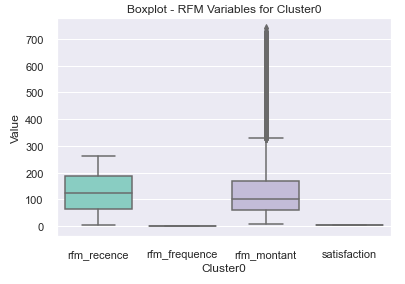 Boxplot - RFM Variables for Cluster0
Value
700
600
500
400
300
200
100
0
rfm_recence rfm_frequence rfm_montant satisfaction
Cluster0